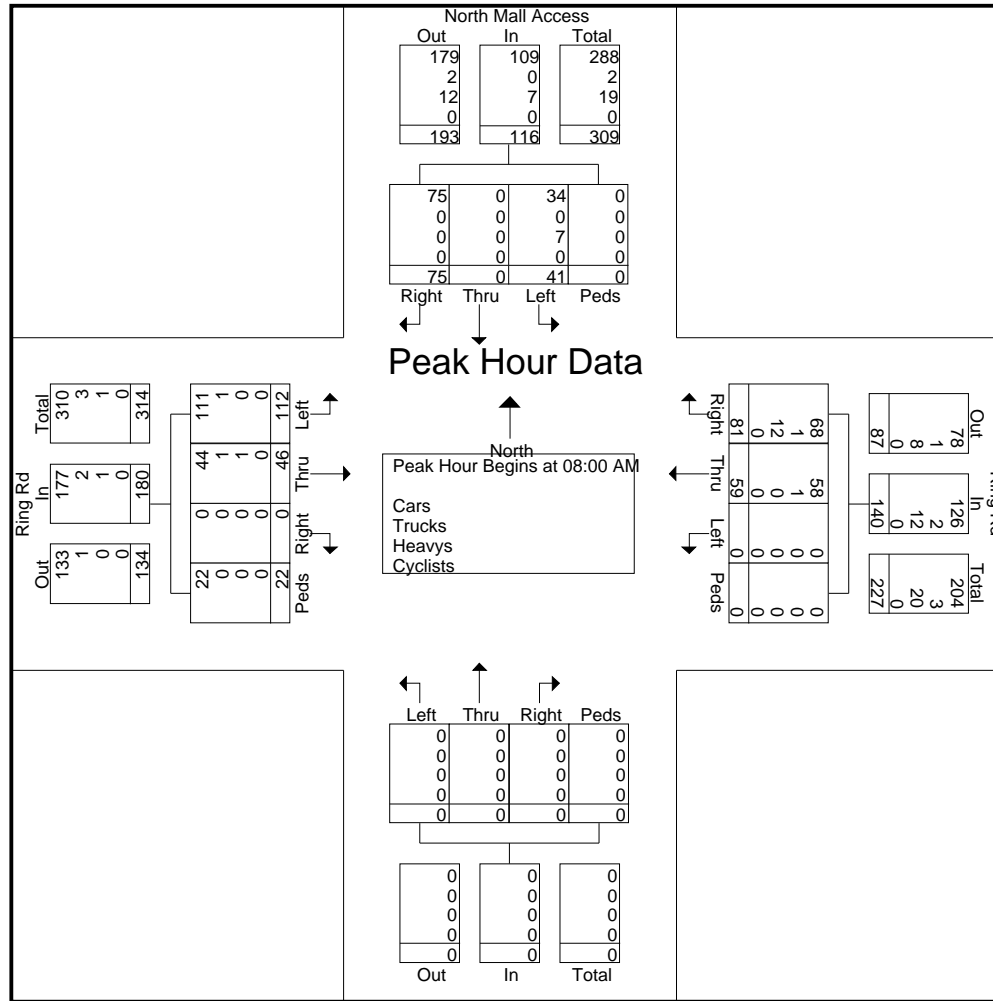 North Mall Access
Out In Total
179 109 288
2 0 2
12 7 19
0 0 0
193 116 309
75 0 34 0
0 0 0 0
0 0 7 0
0 0 0 0
75 0 41 0
Right Thru Left Peds
Peak Hour Data
Ring Rd
Total
310 3 1 0 314
In
177 2 1 0 180
Out
133 1 0 0 134
Left
111 1 0 0 112
Thru
44 1 1 0 46
Right
0 0 0 0 0
Peds
22 0 0 0 22
North
Peak Hour Begins at 08:00 AM
Cars
Trucks
Heavys
Cyclists
Right
68 1 12 0 81
Thru
58 1 0 0 59
Left
0 0 0 0 0
Peds
0 0 0 0 0
Out
78 1 8 0 87
In
126 2 12 0 140
Total
204 3 20 0 227
Left Thru Right Peds
0 0 0 0
0 0 0 0
0 0 0 0
0 0 0 0
0 0 0 0
0 0 0
0 0 0
0 0 0
0 0 0
0 0 0
Out In Total